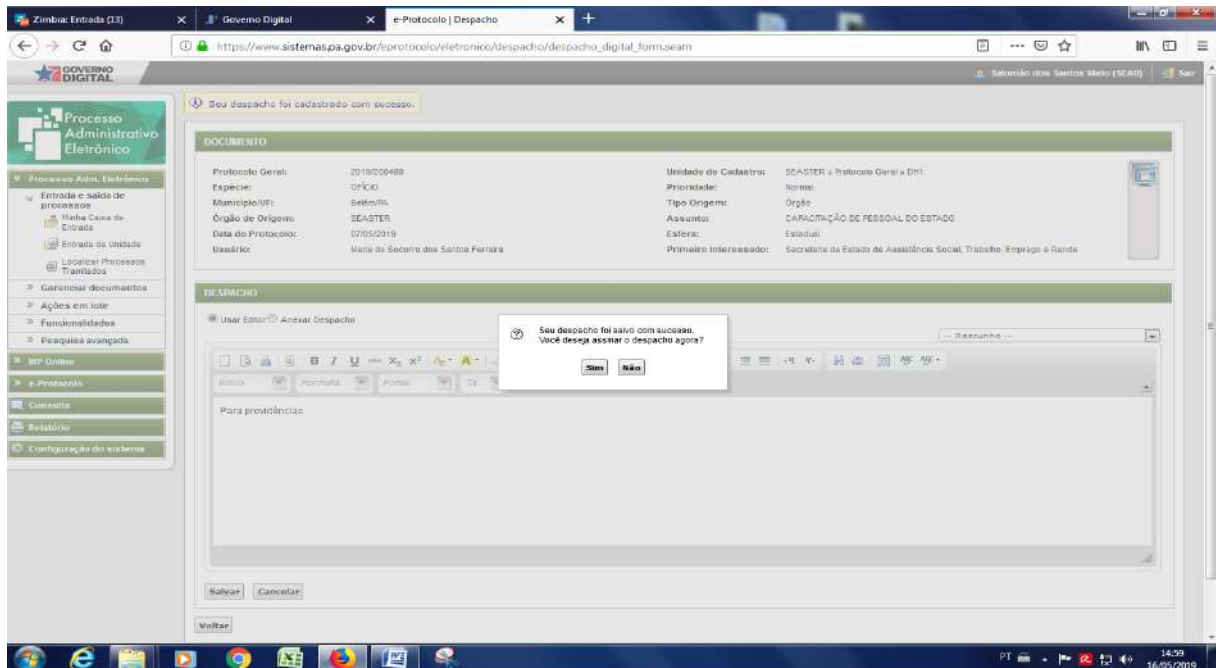 Zimbra: Entrada (13)
Governo Digital
e-Protocolo | Despacho
https://www.sistemas.pa.gov.br/eprotocolo/eletronico/despacho/despacho_digital_form.seam
GOVERNO DIGITAL
Salomão dos Santos Melo (SEAD)
Sair
Processo
Administrativo
Eletrônico
Processo Adm. Eletrônico
Entrada e saída de
processos
Minha Caixa de
Entrada
Entrada da Unidade
Localizar Processos
Tramitados
Gerenciar documentos
Ações em lote
Funcionalidades
Pesquisa avançada
BIP Online
e-Protocolo
Consulta
Relatório
Configuração do sistema
Seu despacho foi cadastrado com sucesso.
DOCUMENTO
Protocolo Geral: 2019/208488
Espécie: OFÍCIO
Município/UF: Belém/PA
Órgão de Origem: SEASTER
Data do Protocolo: 07/05/2019
Usuário: Maria do Socorro dos Santos Ferreira
Unidade de Cadastro: SEASTER » Protocolo Geral »
Prioridade: Normal
Tipo Origem: Órgão
Assunto: CAPACITAÇÃO DE PESSOAL DO ESTADO
Esfera: Estadual
Primeiro Interessado: Secretaria de Estado de Assistência Social, Trabalho, Emprego e Renda
DESPACHO
Usar Editor Anexar Despacho
-- Rascunho --
Estilo Formata Fonte Ta
Para providências
Seu despacho foi salvo com sucesso.
Você deseja assinar o despacho agora?
Sim Não
Salvar Cancelar
Voltar
PT
14:59
16/05/2019